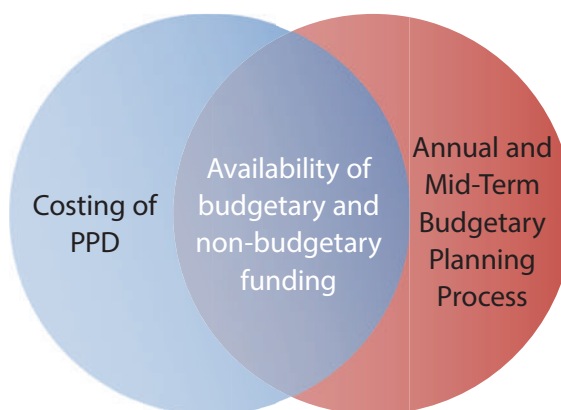 Costing of
PPD
Availability of
budgetary and
non-budgetary
funding
Annual and
Mid-Term
Budgetary
Planning
Process